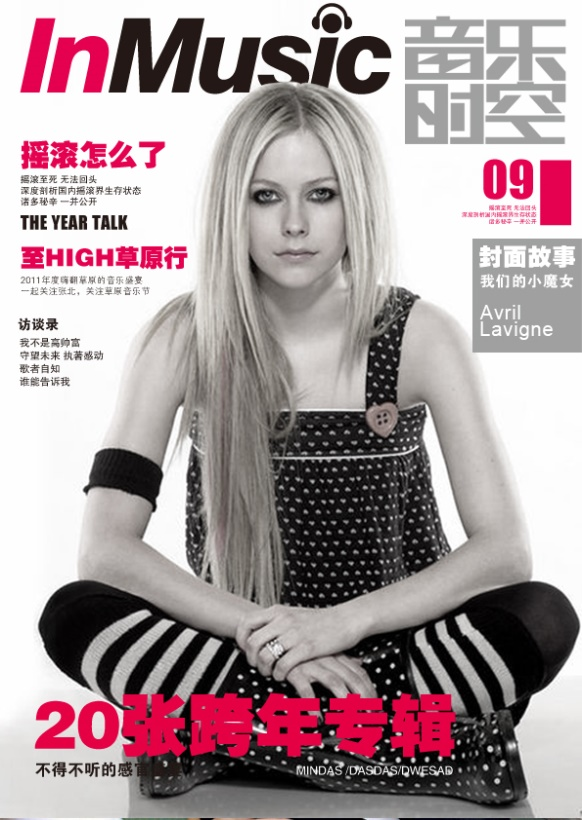 InMusic
音乐
时空
摇滚怎么了
摇滚至死 无法回头
深度剖析国内摇滚界生存状态
诸多秘辛 一并公开
THE YEAR TALK
至HIGH草原行
2011年度嗨翻草原的音乐盛宴
一起关注张北，关注草原音乐节
访谈录
我不是高帅富
守望未来 执著感动
歌者自知
谁能告诉我
09
摇滚至死 无法回头
深度剖析国内摇滚界生存状态
诸多秘辛 一并公开
封面故事
我们的小魔女
Avril
Lavigne
20张跨年专辑
不得不听的感官
MINDAS /DASDAS/DWESAD